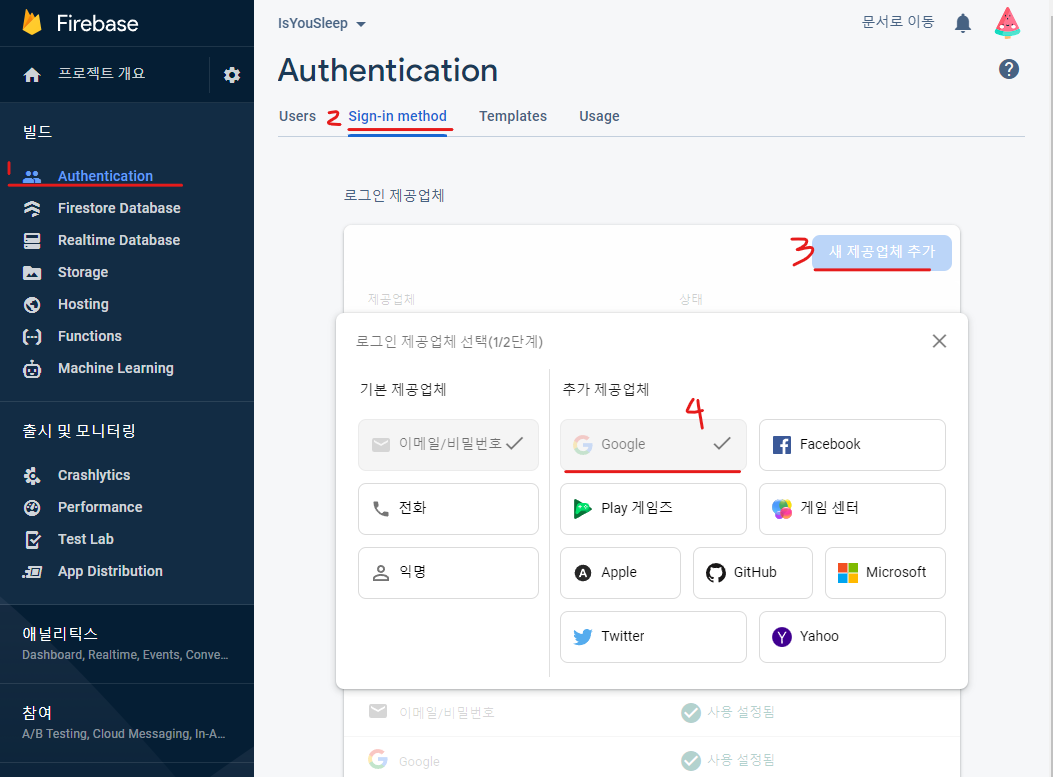 Firebase
IsYouSleep
문서로 이동
프로젝트 개요
Authentication
Users 2 Sign-in method Templates Usage
빌드
1 Authentication
Firestore Database
Realtime Database
Storage
Hosting
Functions
Machine Learning
출시 및 모니터링
Crashlytics
Performance
Test Lab
App Distribution
애널리틱스
Dashboard, Realtime, Events, Conve...
참여
A/B Testing, Cloud Messaging, In-A...
로그인 제공업체
3 새 제공업체 추가
제공업체 상태
로그인 제공업체 선택(1/2단계)
기본 제공업체
이메일/비밀번호
전화
익명
추가 제공업체
4
Google Facebook
Play 게임즈 게임 센터
Apple GitHub Microsoft
Twitter Yahoo
이메일/비밀번호 사용 설정됨
Google 사용 설정됨